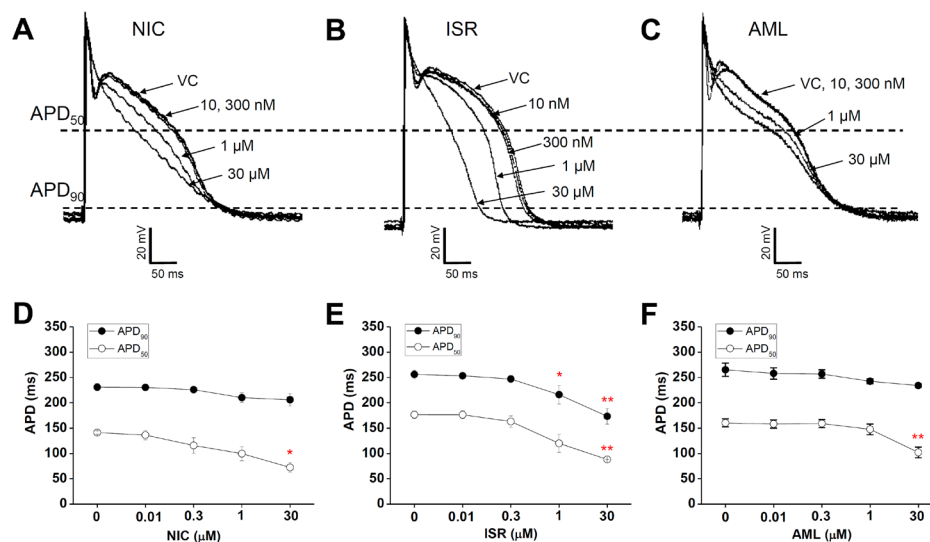 A NIC
B ISR
C AML
VC
10, 300 nM
1 µM
30 µM
VC
10 nM
300 nM
1 µM
30 µM
VC, 10, 300 nM
1 µM
30 µM
APD50
APD90
20 mV
50 ms
20 mV
50 ms
20 mV
50 ms
D
APD90
APD50
APD (ms)
350
300
250
200
150
100
50
0
*
0 0.01 0.3 1 30
NIC (µM)
E
APD90
APD50
APD (ms)
350
300
250
200
150
100
50
0
* **
**
0 0.01 0.3 1 30
ISR (µM)
F
APD90
APD50
APD (ms)
350
300
250
200
150
100
50
0
**
0 0.01 0.3 1 30
AML (µM)